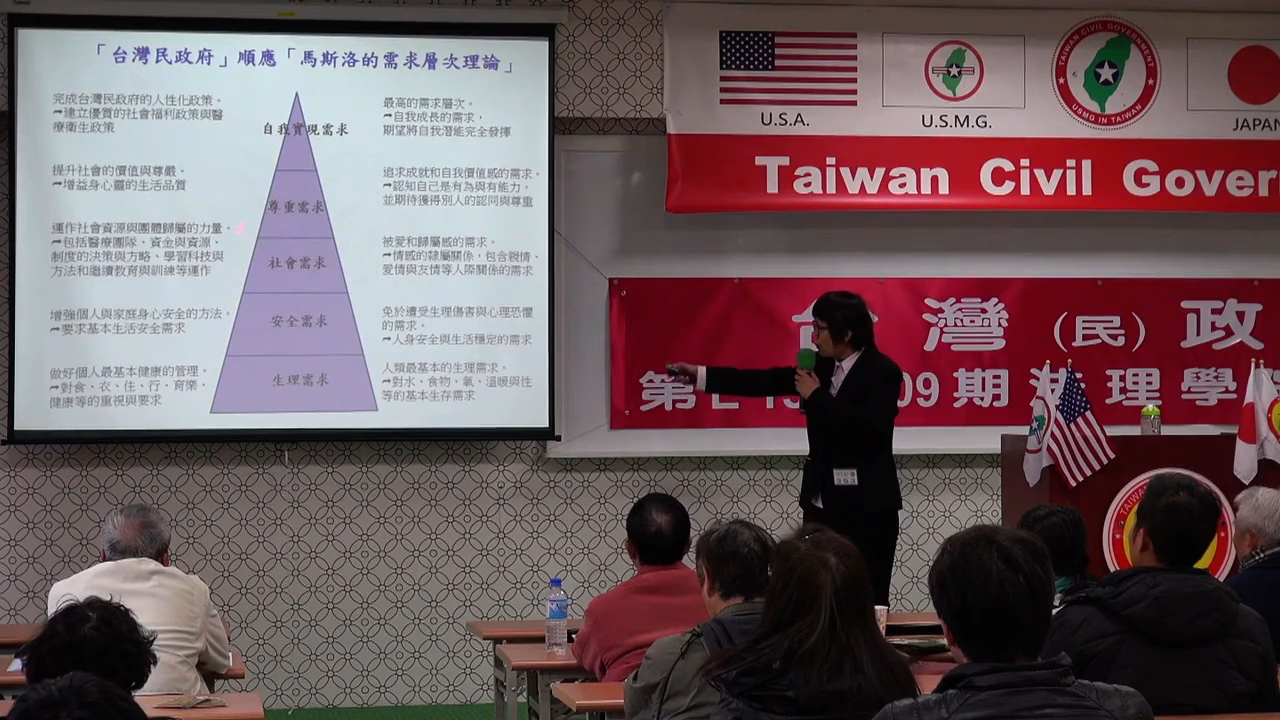 「台灣民政府」順應「馬斯洛的需求層次理論」
完成台灣民政府的人性化政策。
➡建立優質的社會福利政策與醫
療衛生政策
提升社會的價值與尊嚴。
➡增益身心靈的生活品質
運作社會資源與團體歸屬的力量。
➡包括醫療團隊、資金與資源、
制度的決策與方略、學習科技與
方法和繼續教育與訓練等運作
增強個人與家庭身心安全的方法,
➡要求基本生活安全需求
做好個人最基本健康的管理。
➡對食、衣、住、行、育樂、
健康等的重視與要求
自我實現需求
尊重需求
社會需求
安全需求
生理需求
最高的需求層次。
➡自我成長的需求,
期望將自我潛能完全發揮
追求成就和自我價值感的需求。
➡認知自己是有為與有能力,
並期待獲得別人的認同與尊重
被愛和歸屬感的需求。
➡情感的隸屬關係,包含親情、
愛情與友情等人際關係的需求
免於遭受生理傷害與心理恐懼
的需求。
➡人身安全與生活穩定的需求
人類最基本的生理需求。
➡對水、食物、氧、溫暖與性
等的基本生存需求
U.S.A.
U.S.M.G.
TAIWAN CIVIL GOVERNMENT
USMG IN TAIWAN
JAPAN
Taiwan Civil Gover
台灣(民)政
第 09期 理學
TAIWA